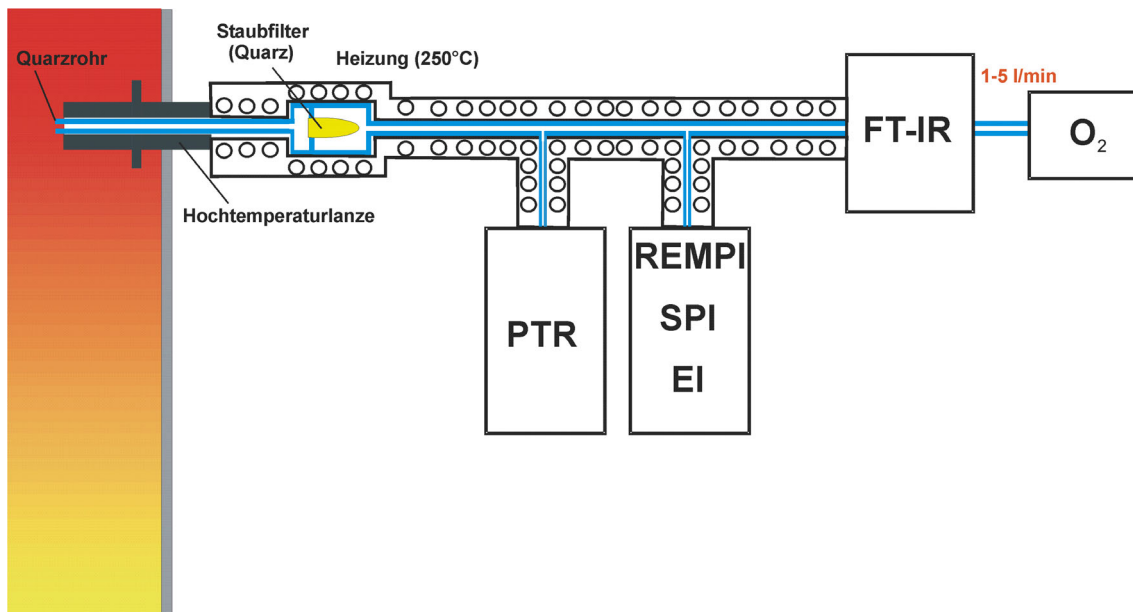 Staubfilter
(Quarz)
Heizung (250°C)
Quarzrohr
1-5 l/min
FT-IR
O₂
Hochtemperaturlanze
PTR
REMPI
SPI
EI